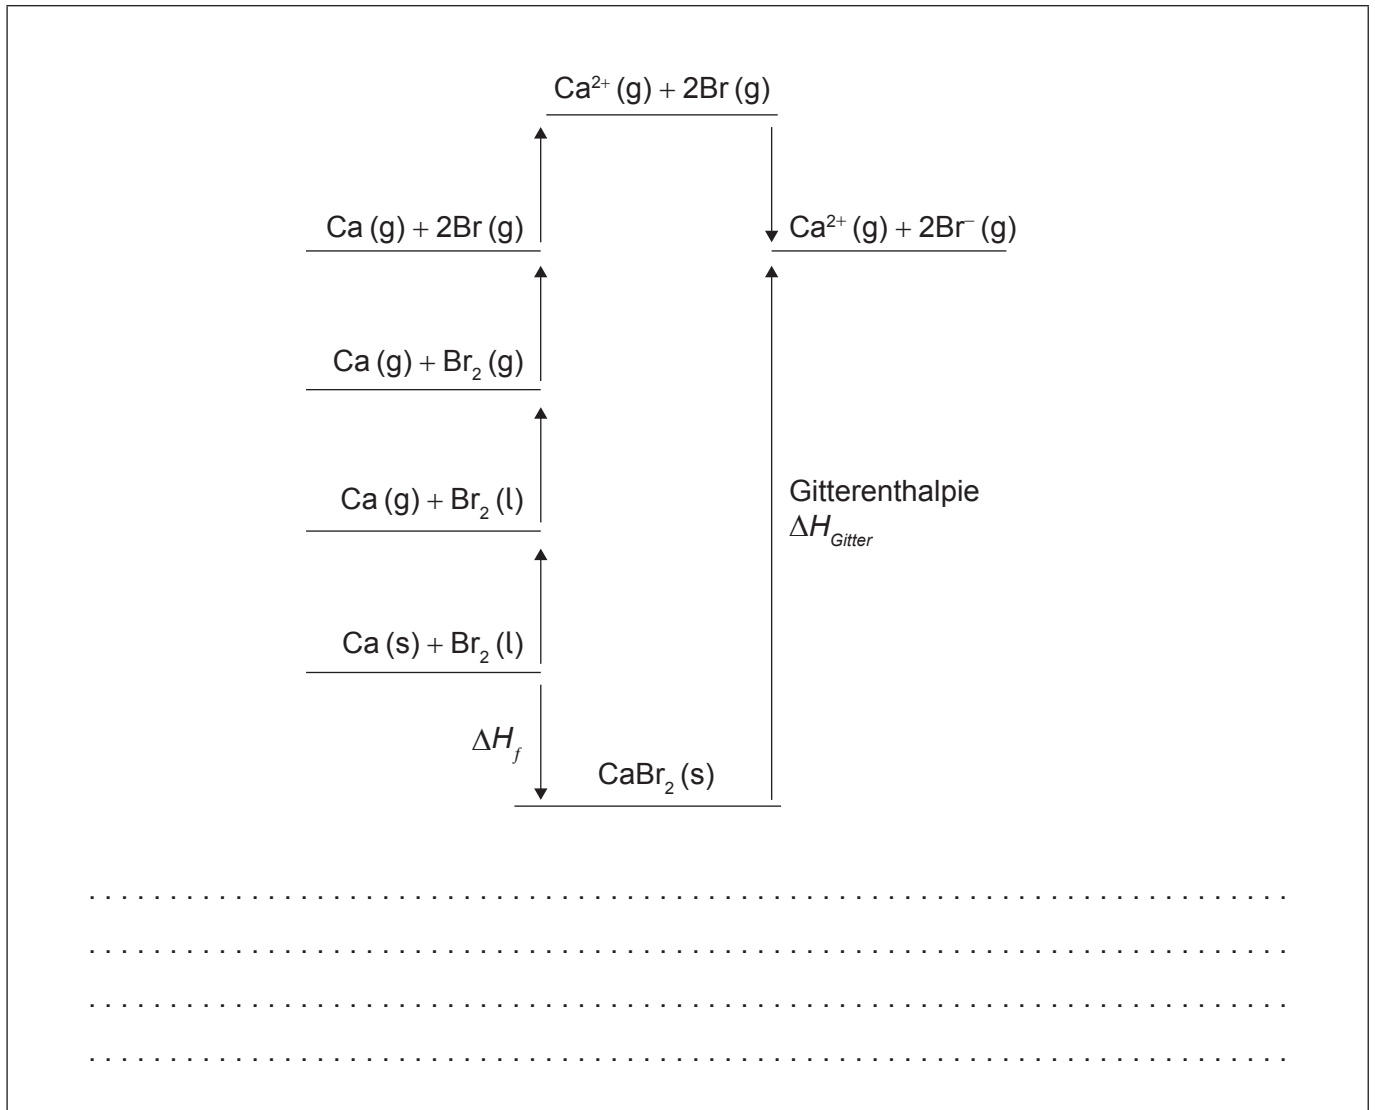 Ca²⁺ (g) + 2Br (g)
Ca (g) + 2Br (g)
Ca²⁺ (g) + 2Br⁻ (g)
Ca (g) + Br₂ (g)
Ca (g) + Br₂ (l)
Gitterenthalpie
ΔH_Gitter
Ca (s) + Br₂ (l)
ΔH_f
CaBr₂ (s)